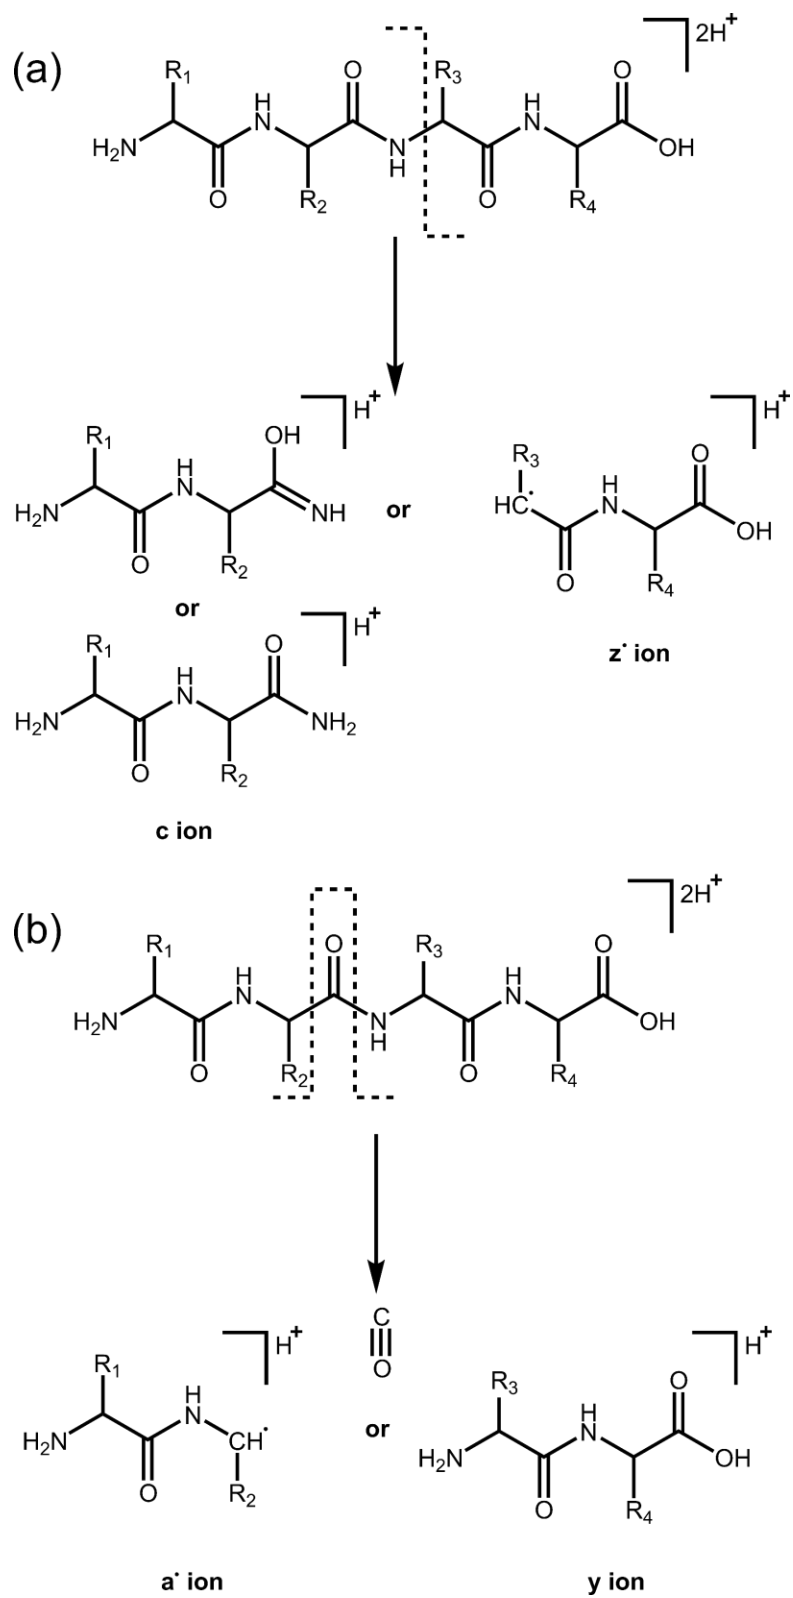 (a)
2H+
R1 O R3 O
H H
H2N N OH
O R2 H O R4
H+ H+
R1 OH R3 O
H H
H2N N NH or HC· N OH
O R2 O R4
or z· ion
H+
R1 O
H
H2N N NH2
O R2
c ion
(b)
2H+
R1 O R3 O
H H
H2N N N N OH
O R2 H O R4
C
O
H+ H+
R1 R3 O
H H
H2N N CH· or H2N N OH
O R2 O R4
a· ion y ion